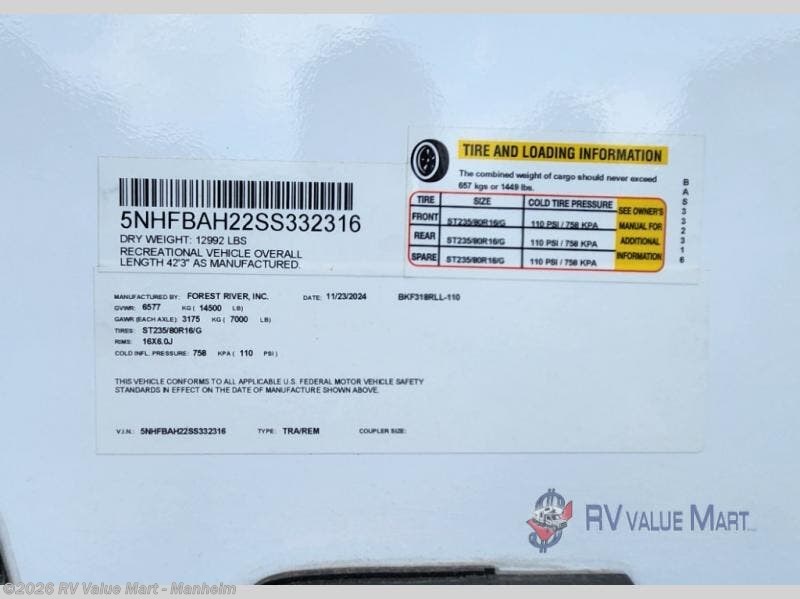 TIRE AND LOADING INFORMATION
The combined weight of cargo should never exceed
657 kgs or 1449 lbs.
TIRE SIZE COLD TIRE PRESSURE
FRONT ST235/80R16/G 110 PSI / 758 KPA
REAR ST235/80R16/G 110 PSI / 758 KPA
SPARE ST235/80R16/G 110 PSI / 758 KPA
SEE OWNER'S
MANUAL FOR
ADDITIONAL
INFORMATION
BAS332316
5NHFBAH22SS332316
DRY WEIGHT: 12992 LBS
RECREATIONAL VEHICLE OVERALL
LENGTH 42'3" AS MANUFACTURED.
MANUFACTURED BY: FOREST RIVER, INC. DATE: 11/23/2024 BKF318RLL-110
GVWR: 6577 KG ( 14500 LB)
GAWR (EACH AXLE): 3175 KG ( 7000 LB)
TIRES: ST235/80R16/G
RIMS: 16X6.0J
COLD INFL. PRESSURE: 758 KPA ( 110 PSI )
THIS VEHICLE CONFORMS TO ALL APPLICABLE U.S. FEDERAL MOTOR VEHICLE SAFETY
STANDARDS IN EFFECT ON THE DATE OF MANUFACTURE SHOWN ABOVE.
V.I.N.: 5NHFBAH22SS332316 TYPE: TRA/REM COUPLER SIZE:
RV VALUE MART
©2026 RV Value Mart - Manheim